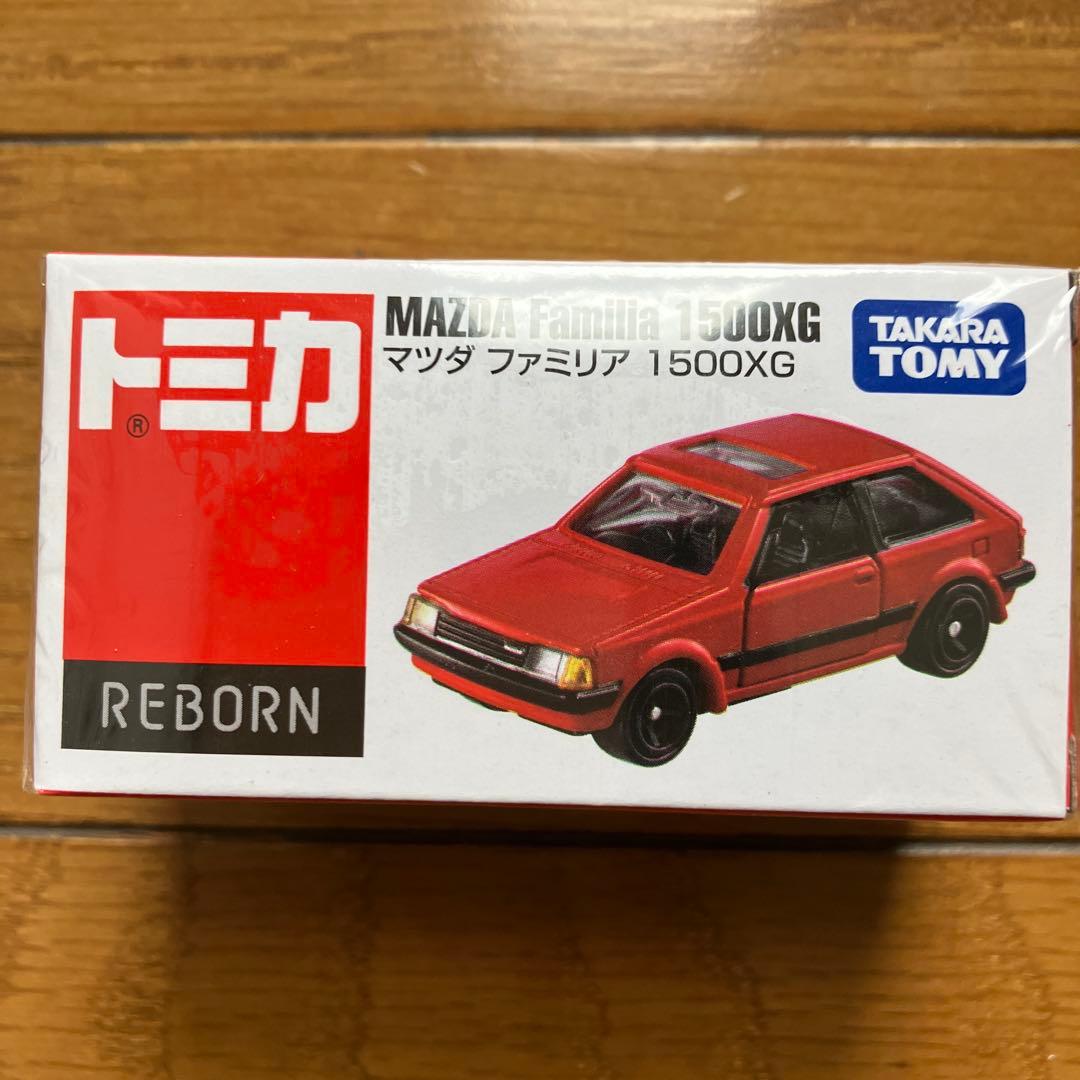 トミカ
®
REBORN
MAZDA Familia 1500XG
マツダ ファミリア 1500XG
TAKARA
TOMY